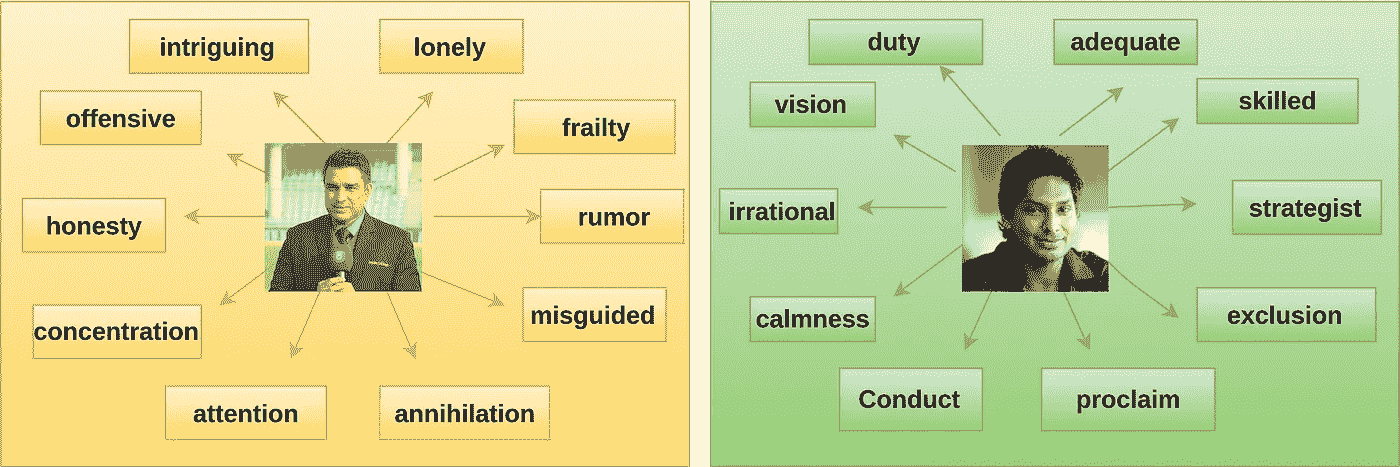 intriguing
lonely
offensive
frailty
honesty
rumor
concentration
misguided
attention
annihilation
duty
adequate
vision
skilled
irrational
strategist
calmness
exclusion
Conduct
proclaim